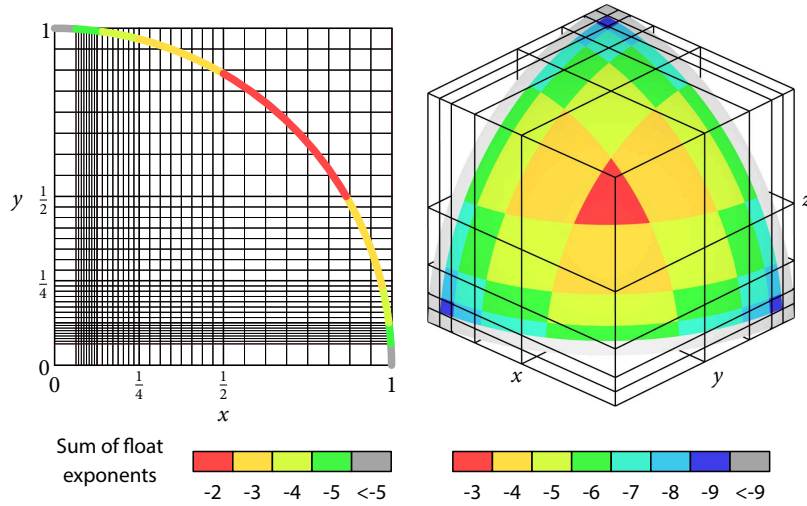 1
y
1/2
1/4
0
0
1/4
1/2
1
x
z
x
y
Sum of float
exponents
-2 -3 -4 -5 <-5
-3 -4 -5 -6 -7 -8 -9 <-9